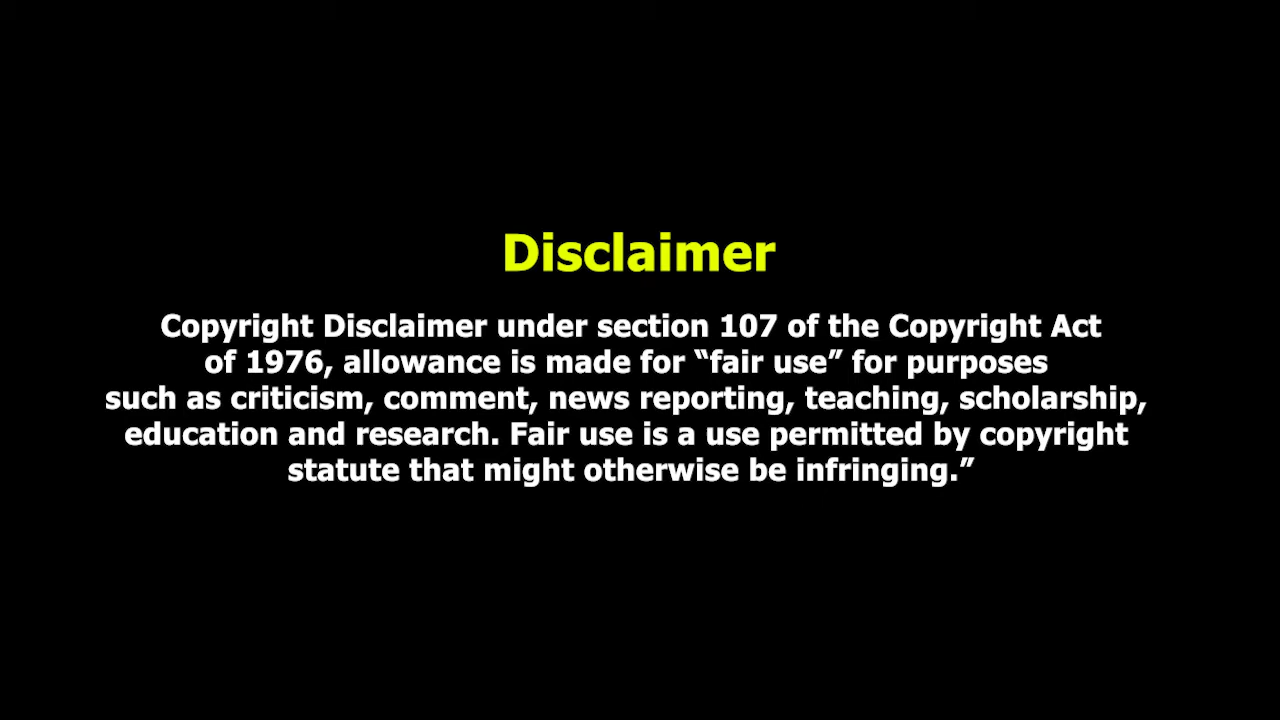 Disclaimer
Copyright Disclaimer under section 107 of the Copyright Act
of 1976, allowance is made for “fair use” for purposes
such as criticism, comment, news reporting, teaching, scholarship,
education and research. Fair use is a use permitted by copyright
statute that might otherwise be infringing.”